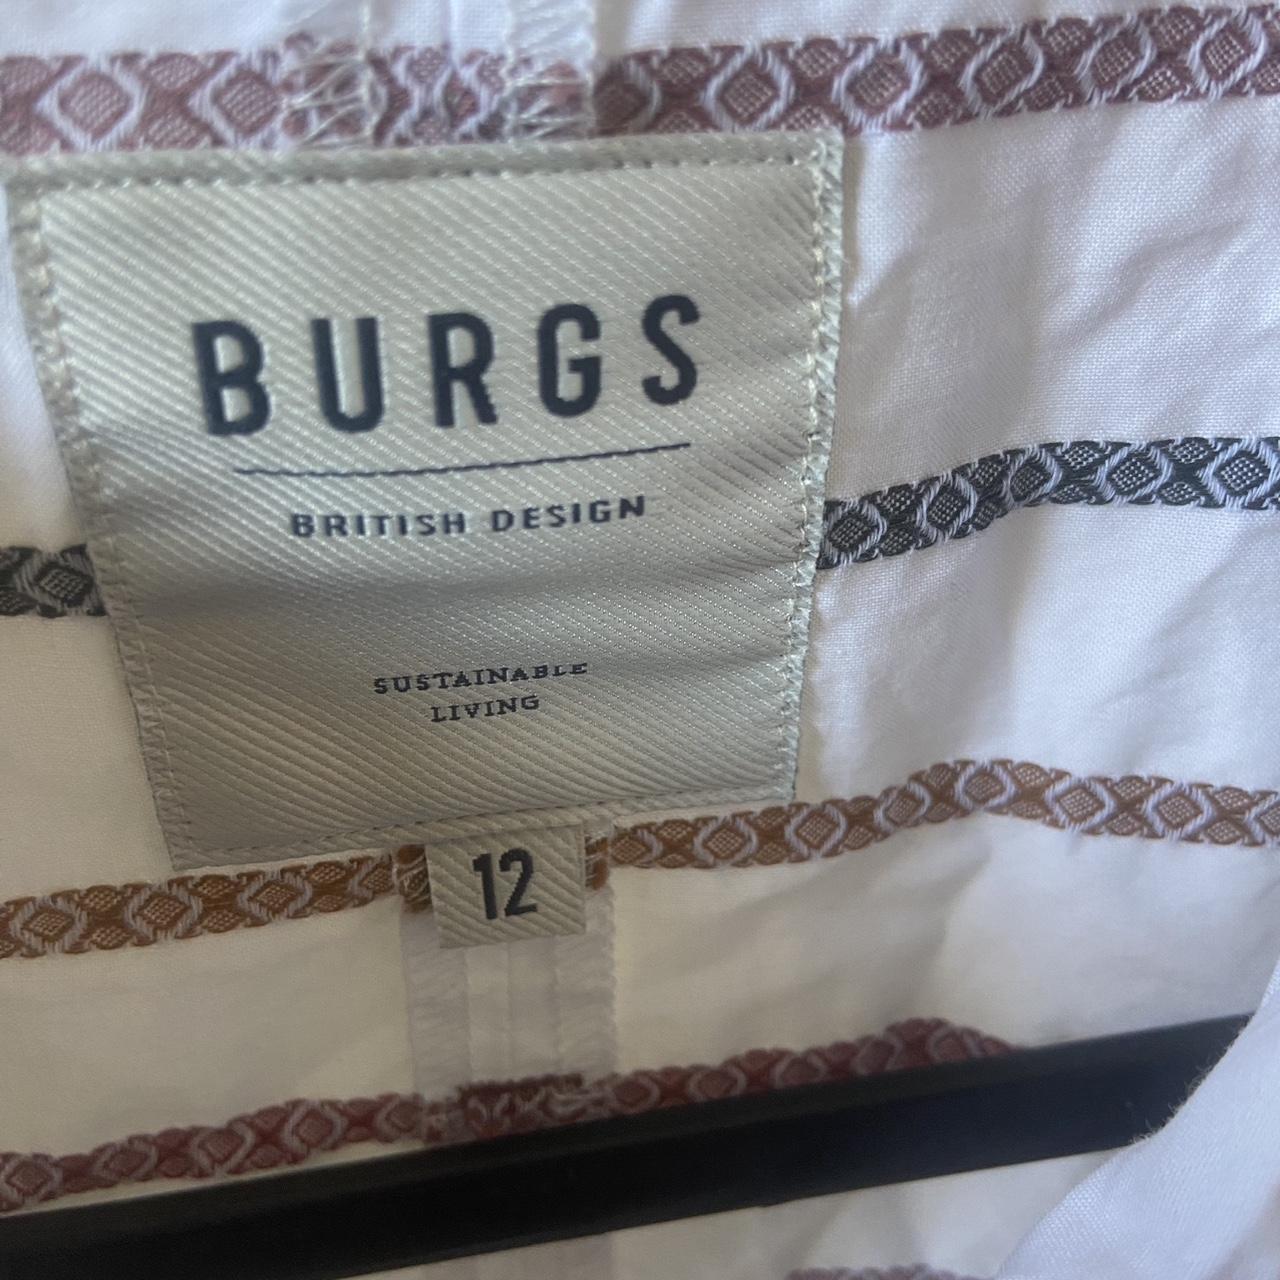 BURGS
BRITISH DESIGN
SUSTAINABLE
LIVING
12